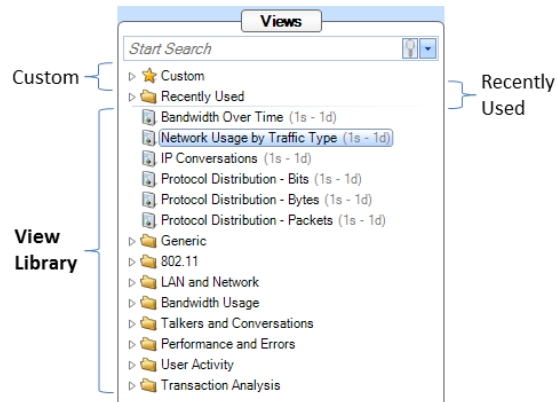 Views
Start Search
Custom
Custom
Recently Used
Recently
Used
Bandwidth Over Time (1s - 1d)
Network Usage by Traffic Type (1s - 1d)
IP Conversations (1s - 1d)
Protocol Distribution - Bits (1s - 1d)
Protocol Distribution - Bytes (1s - 1d)
Protocol Distribution - Packets (1s - 1d)
View
Library
Generic
802.11
LAN and Network
Bandwidth Usage
Talkers and Conversations
Performance and Errors
User Activity
Transaction Analysis